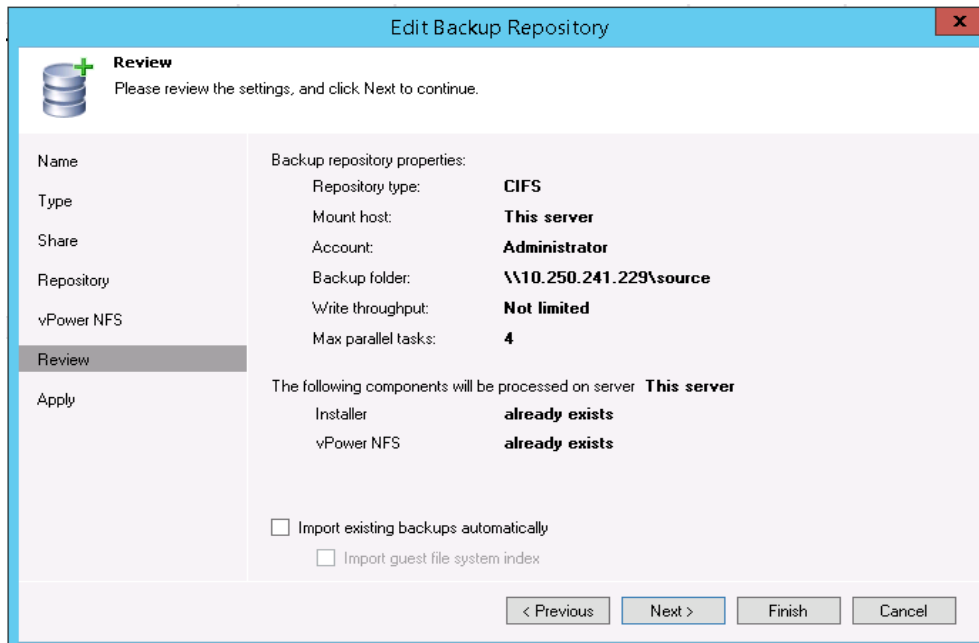 Edit Backup Repository
x
Review
Please review the settings, and click Next to continue.
Name
Type
Share
Repository
vPower NFS
Review
Apply
Backup repository properties:
Repository type: CIFS
Mount host: This server
Account: Administrator
Backup folder: \\10.250.241.229\source
Write throughput: Not limited
Max parallel tasks: 4
The following components will be processed on server This server
Installer already exists
vPower NFS already exists
Import existing backups automatically
Import guest file system index
< Previous Next > Finish Cancel